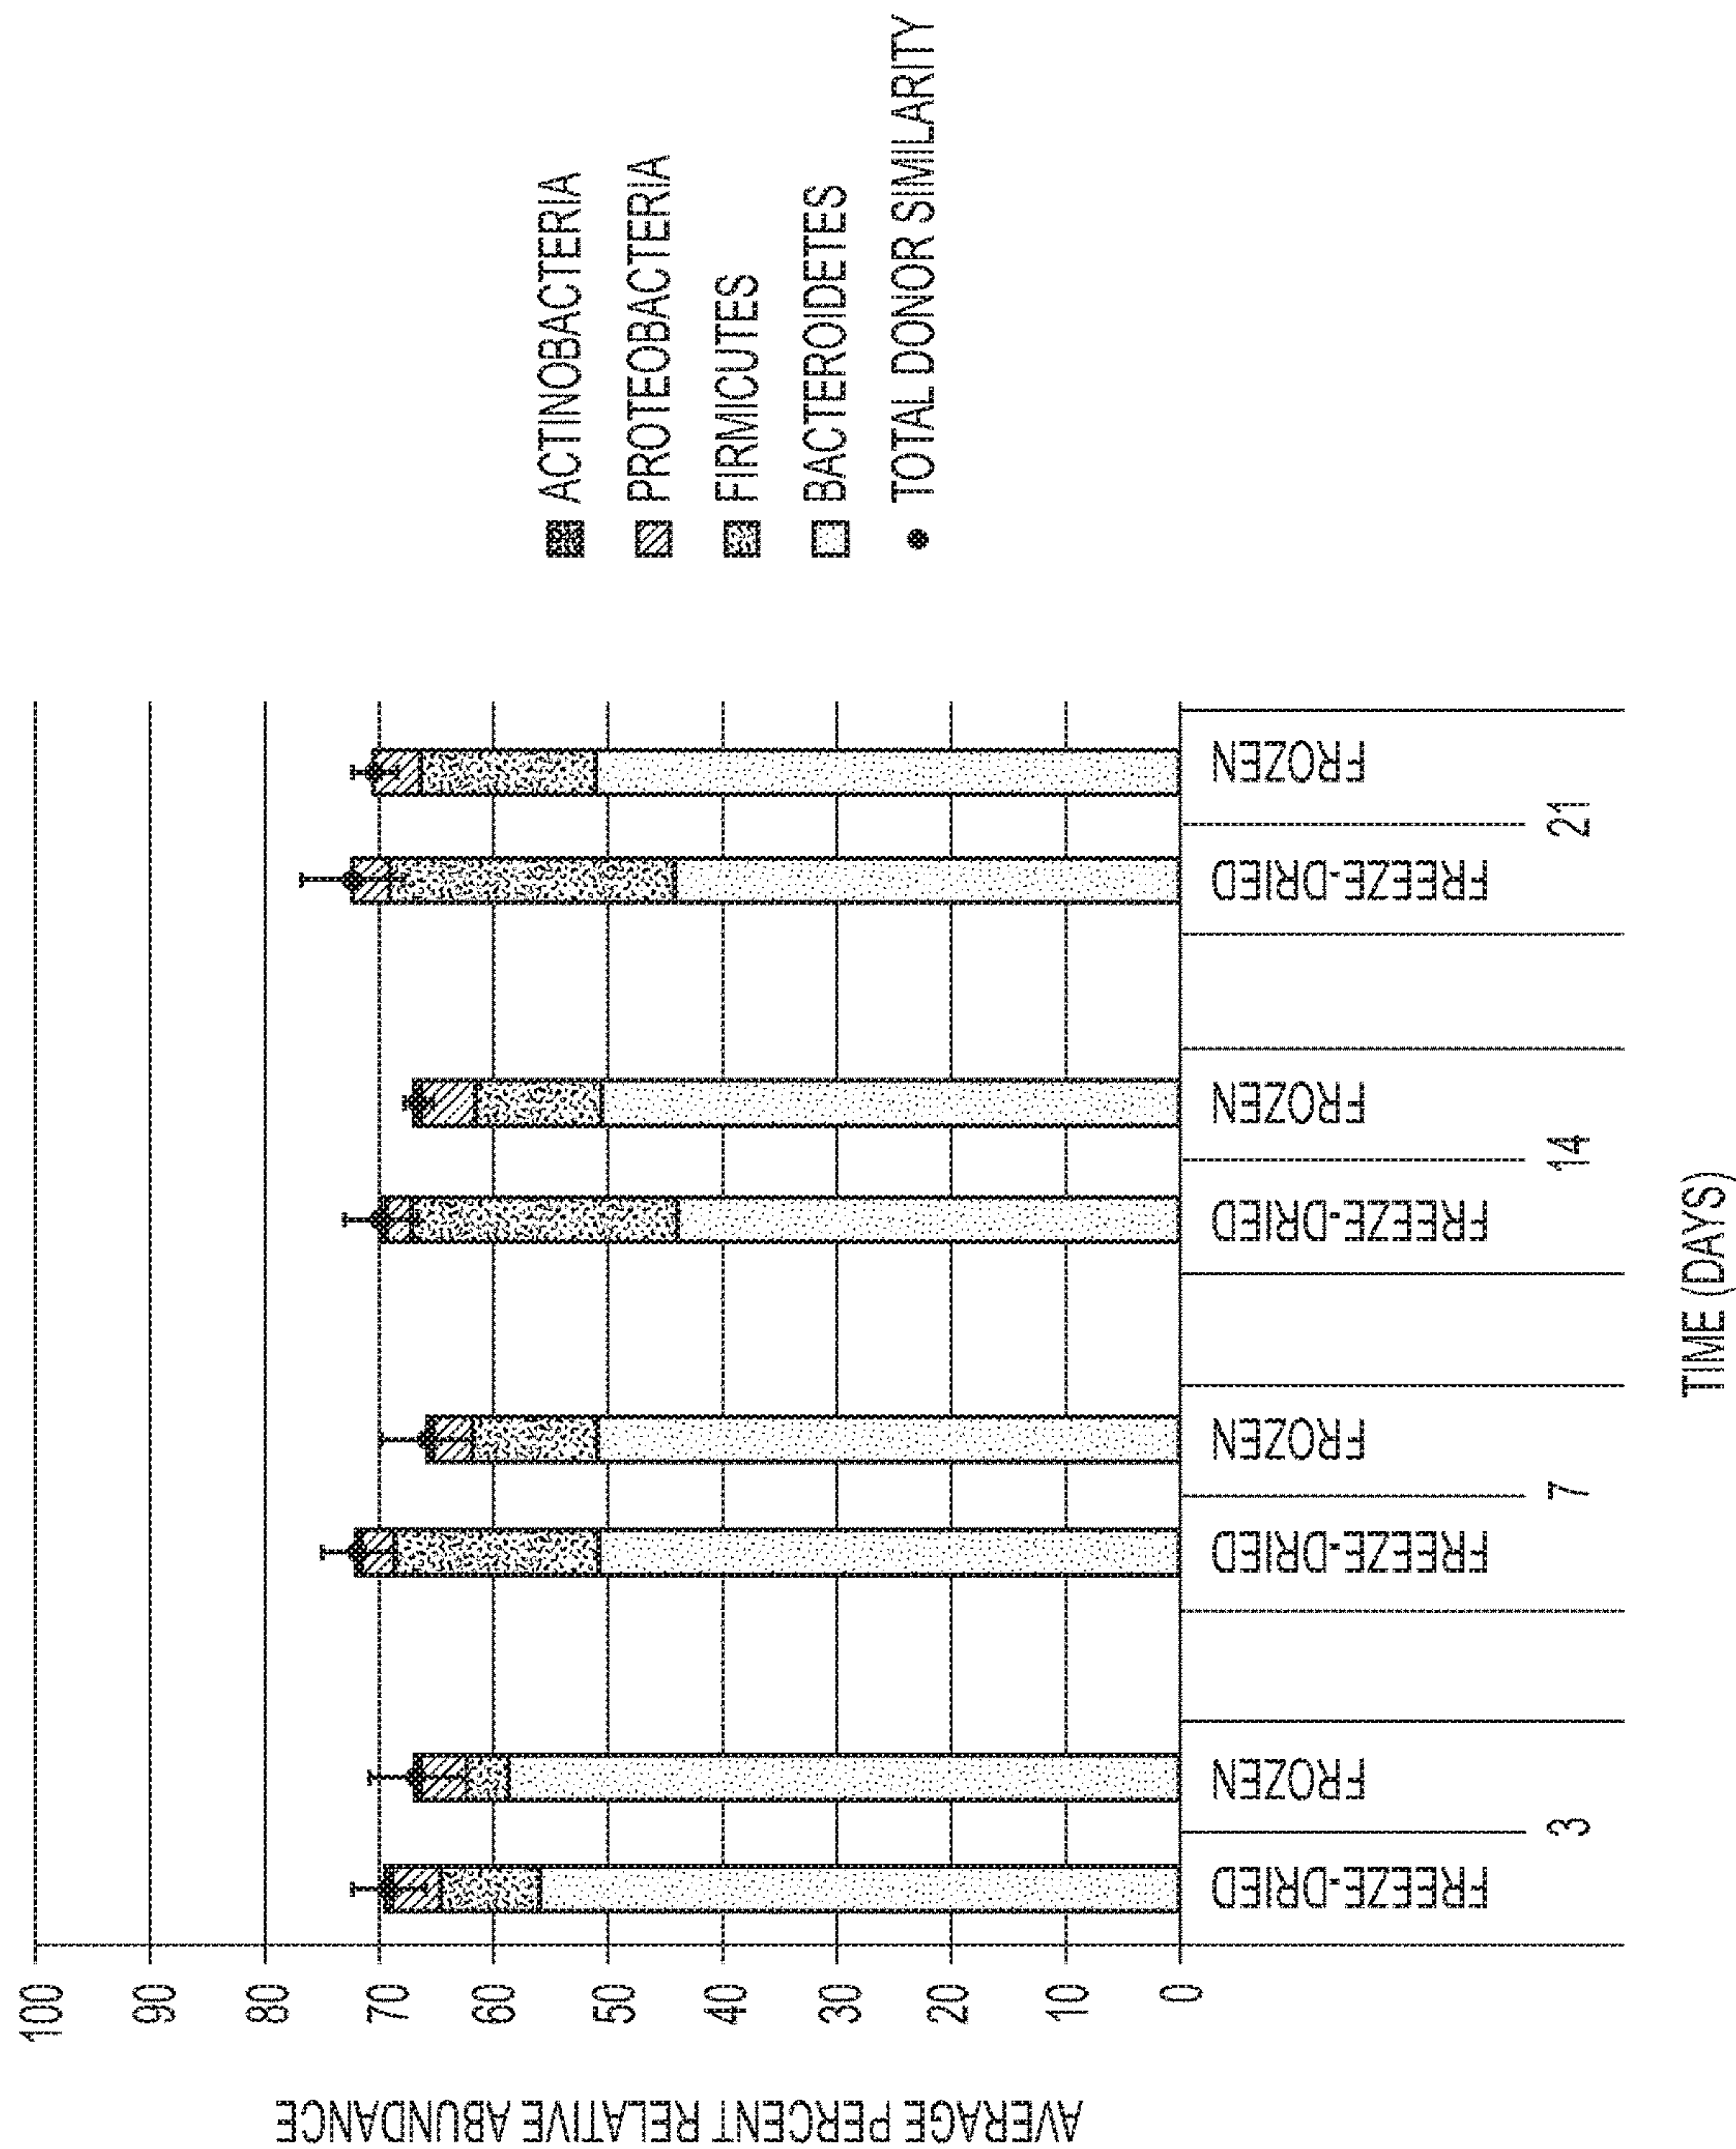 AVERAGE PERCENT RELATIVE ABUNDANCE
100
90
80
70
60
50
40
30
20
10
0
FREEZE-DRIED
FROZEN
FREEZE-DRIED
FROZEN
FREEZE-DRIED
FROZEN
FREEZE-DRIED
FROZEN
3
7
14
21
TIME (DAYS)
ACTINOBACTERIA
PROTEOBACTERIA
FIRMICUTES
BACTEROIDETES
TOTAL DONOR SIMILARITY